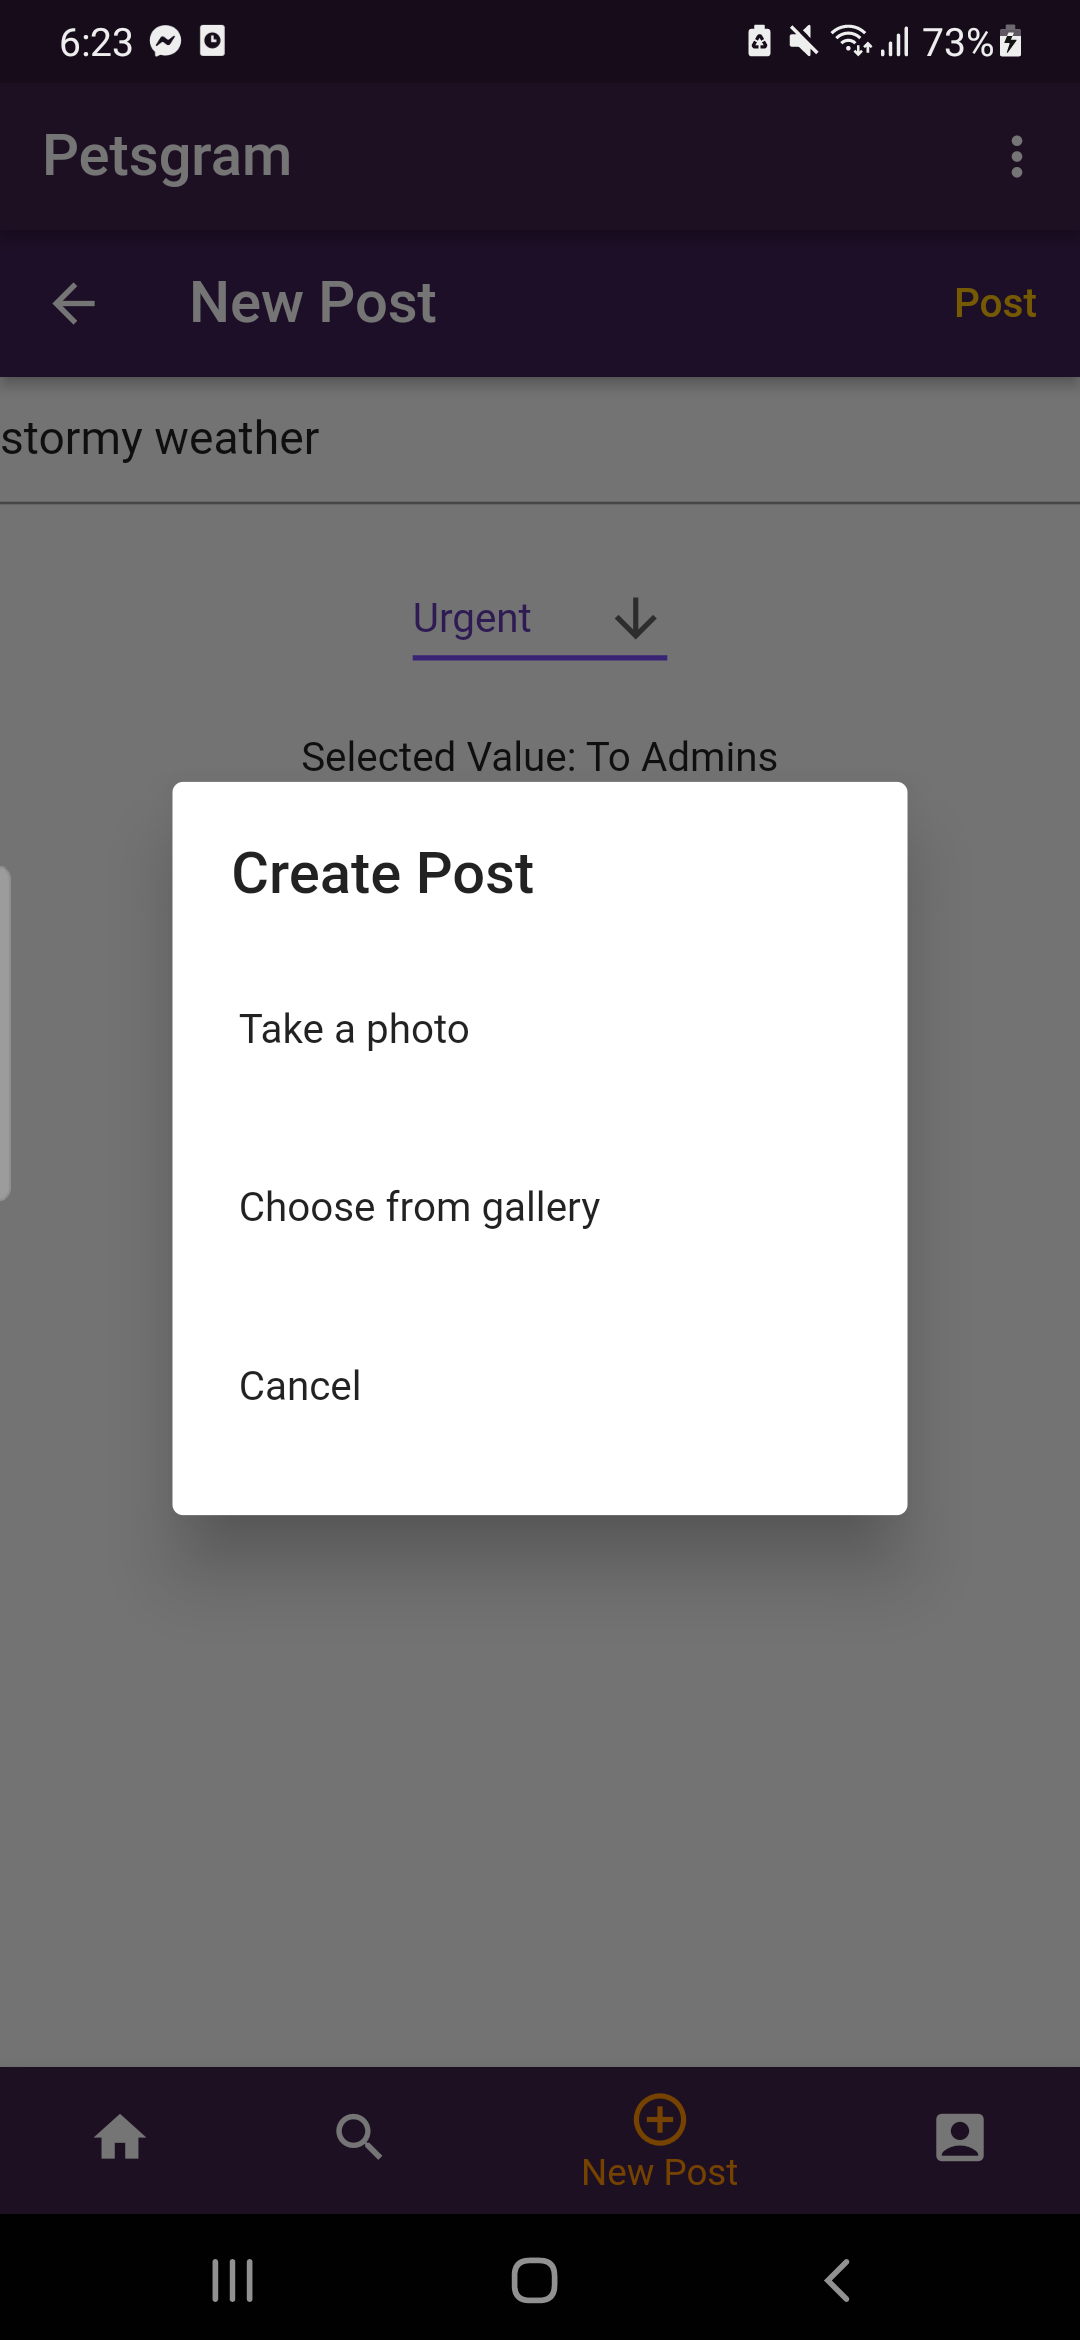 6:23 73%
Petsgram
New Post Post
stormy weather
Urgent
Selected Value: To Admins
Create Post
Take a photo
Choose from gallery
Cancel
New Post